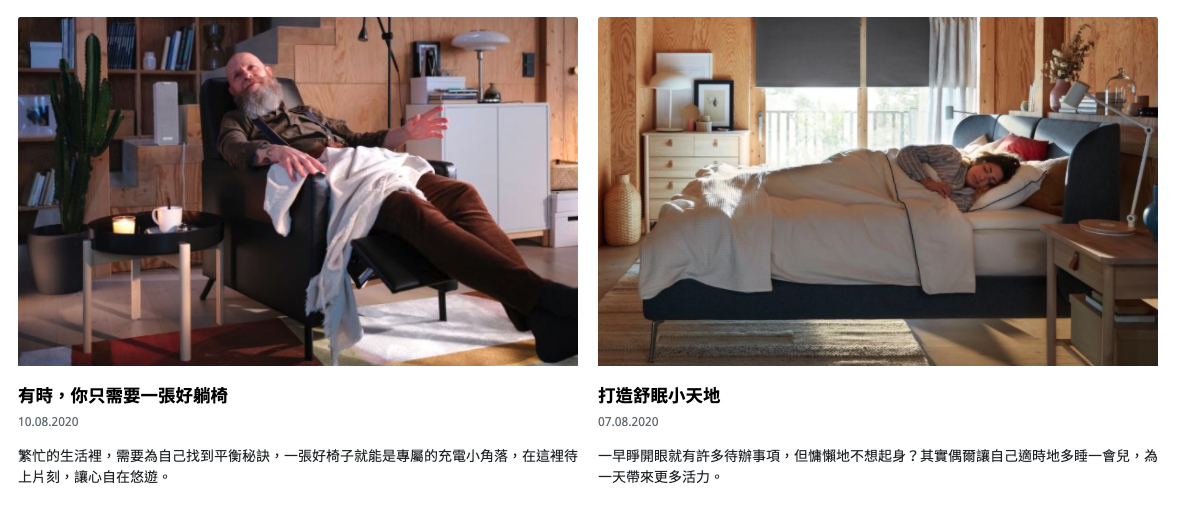 有時，你只需要一張好躺椅
10.08.2020
繁忙的生活裡，需要為自己找到平衡秘訣，一張好椅子就能是專屬的充電小角落，在這裡待
上片刻，讓心自在悠遊。
打造舒眠小天地
07.08.2020
一早睜開眼就有許多待辦事項，但慵懶地不想起身？其實偶爾讓自己適時地多睡一會兒，為
一天帶來更多活力。